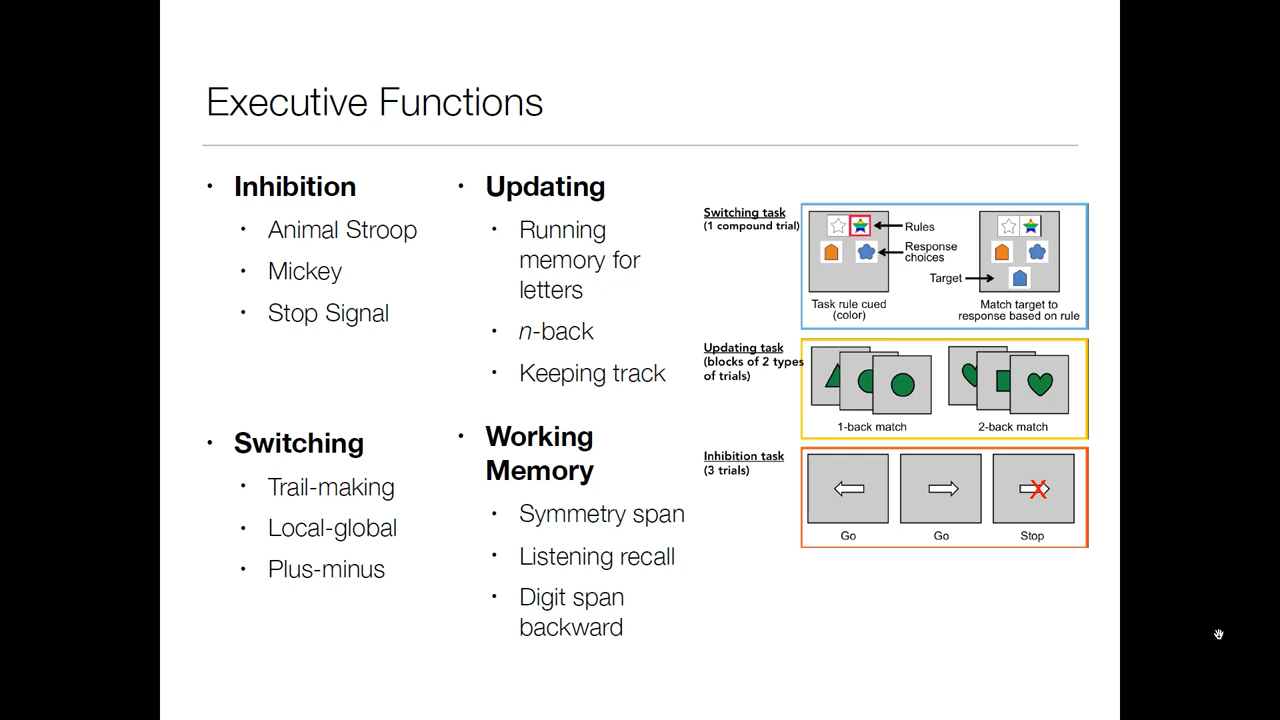 Executive Functions
• Inhibition
• Animal Stroop
• Mickey
• Stop Signal
• Switching
• Trail-making
• Local-global
• Plus-minus
• Updating
• Running
memory for
letters
• n-back
• Keeping track
• Working
Memory
• Symmetry span
• Listening recall
• Digit span
backward
Switching task
(1 compound trial)
Rules
Response
choices
Target
Task rule cued
(color)
Match target to
response based on rule
Updating task
(blocks of 2 types
of trials)
1-back match
2-back match
Inhibition task
(3 trials)
Go
Go
Stop